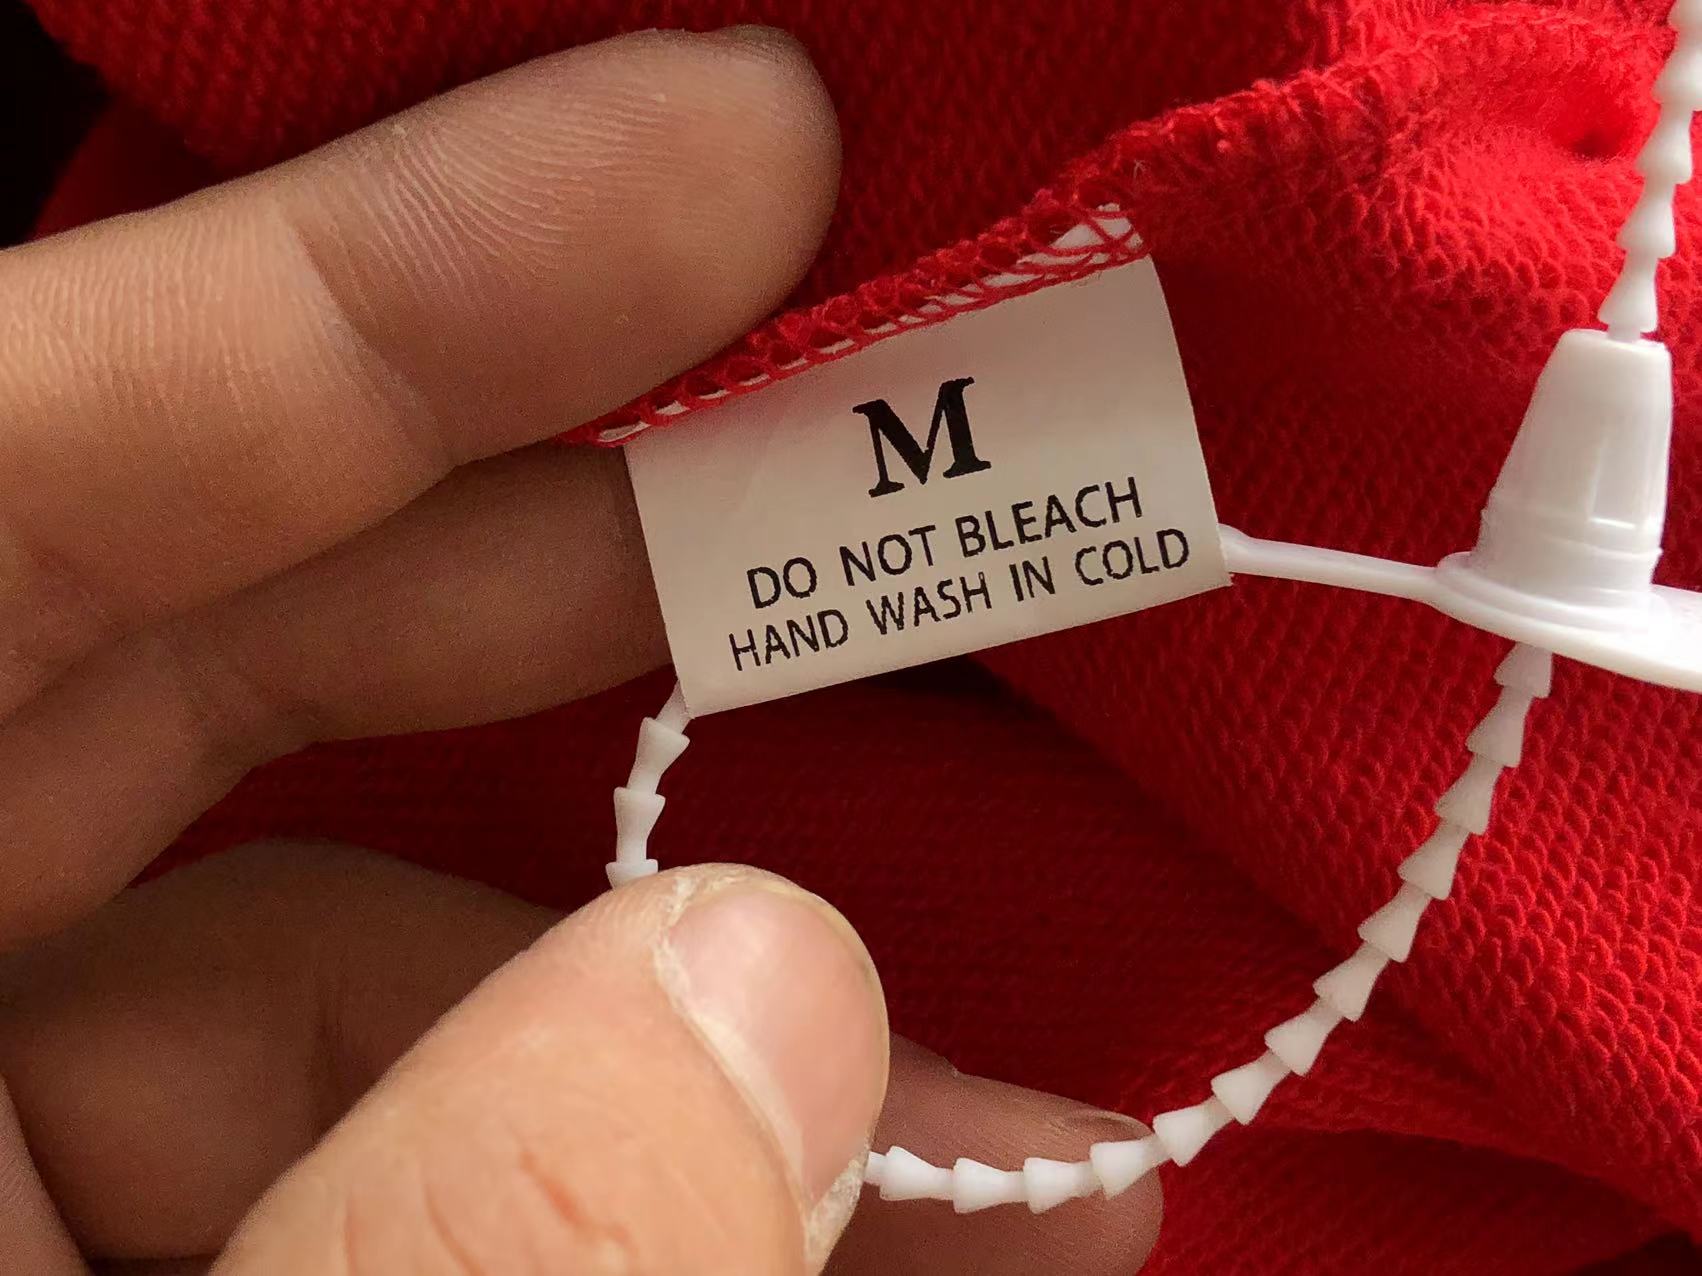 M
DO NOT BLEACH
HAND WASH IN COLD